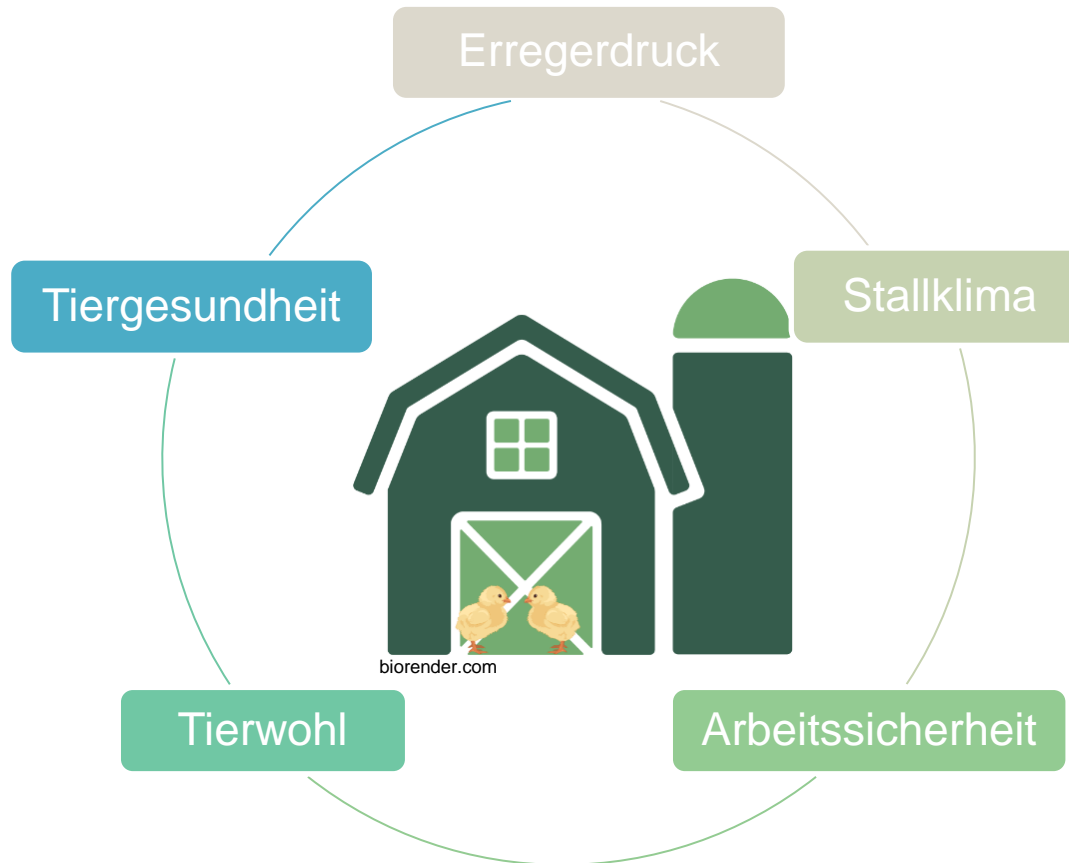 Erregerdruck
Tiergesundheit
Stallklima
biorender.com
Tierwohl
Arbeitssicherheit